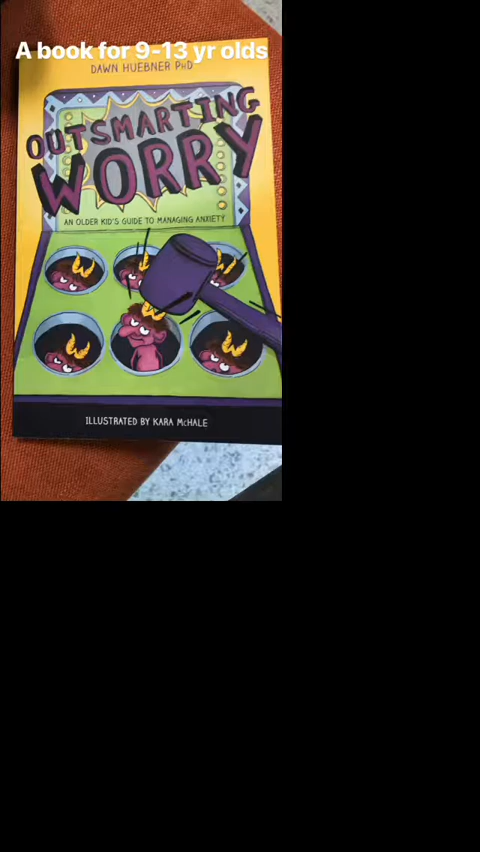 A book for 9-13 yr olds
DAWN HUEBNER PHD
OUTSMARTING
WORRY
AN OLDER KID'S GUIDE TO MANAGING ANXIETY
W W W
W W W
ILLUSTRATED BY KARA McHALE